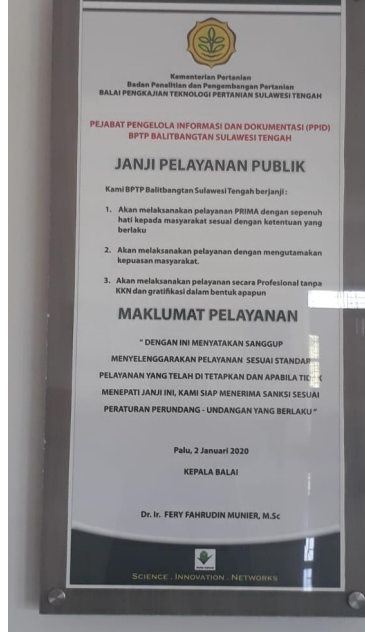 Kementerian Pertanian
Badan Penelitian dan Pengembangan Pertanian
BALAI PENGKAJIAN TEKNOLOGI PERTANIAN SULAWESI TENGAH
PEJABAT PENGELOLA INFORMASI DAN DOKUMENTASI (PPID)
BPTP BALITBANGTAN SULAWESI TENGAH
JANJI PELAYANAN PUBLIK
Kami BPTP Balitbangtan Sulawesi Tengah berjanji :
1. Akan melaksanakan pelayanan PRIMA dengan sepenuh
hati kepada masyarakat sesuai dengan ketentuan yang
berlaku
2. Akan melaksanakan pelayanan dengan mengutamakan
kepuasan masyarakat.
3. Akan melaksanakan pelayanan secara Profesional tanpa
KKN dan gratifikasi dalam bentuk apapun
MAKLUMAT PELAYANAN
" DENGAN INI MENYATAKAN SANGGUP
MENYELENGGARAKAN PELAYANAN SESUAI STANDAR
PELAYANAN YANG TELAH DI TETAPKAN DAN APABILA TIDAK
MENEPATI JANJI INI, KAMI SIAP MENERIMA SANKSI SESUAI
PERATURAN PERUNDANG - UNDANGAN YANG BERLAKU "
Palu, 2 Januari 2020
KEPALA BALAI
Dr. Ir. FERY FAHRUDIN MUNIER, M.Sc
SCIENCE . INNOVATION . NETWORKS